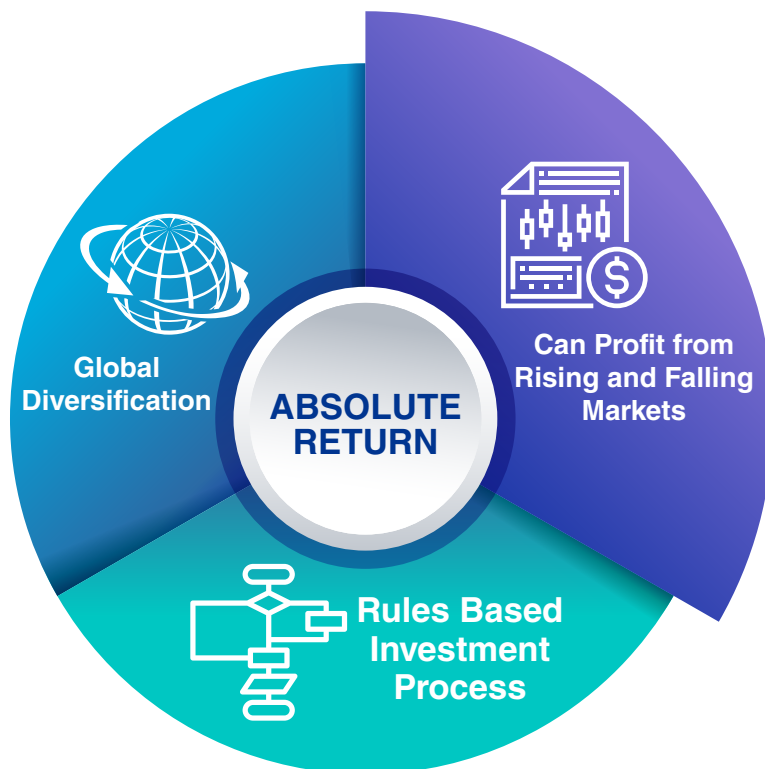 Global
Diversification
ABSOLUTE
RETURN
$
Can Profit from
Rising and Falling
Markets
Rules Based
Investment
Process